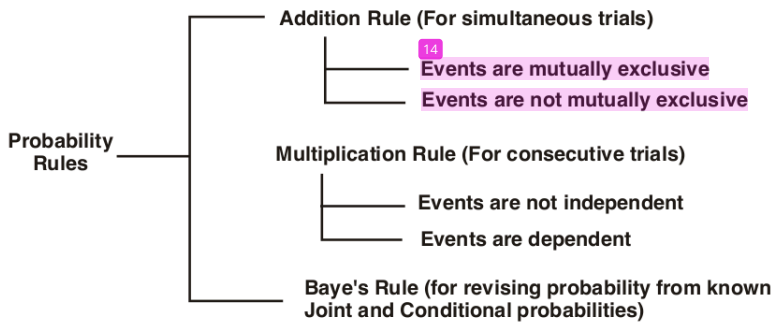 Addition Rule (For simultaneous trials)
14
Events are mutually exclusive
Events are not mutually exclusive
Probability
Rules
Multiplication Rule (For consecutive trials)
Events are not independent
Events are dependent
Baye's Rule (for revising probability from known
Joint and Conditional probabilities)